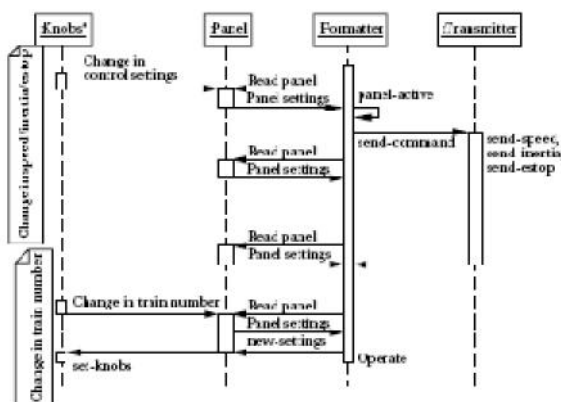 Knobs*
Panel
Formatter
Transmitter
Change in speed/inertia/estop
Change in
control settings
Read panel
Panel settings
panel-active
send-command
send-speed,
send-inertia,
send-estop
Read panel
Panel settings
Read panel
Panel settings
Change in train number
Change in train number
Read panel
Panel settings
new-settings
set-knobs
Operate